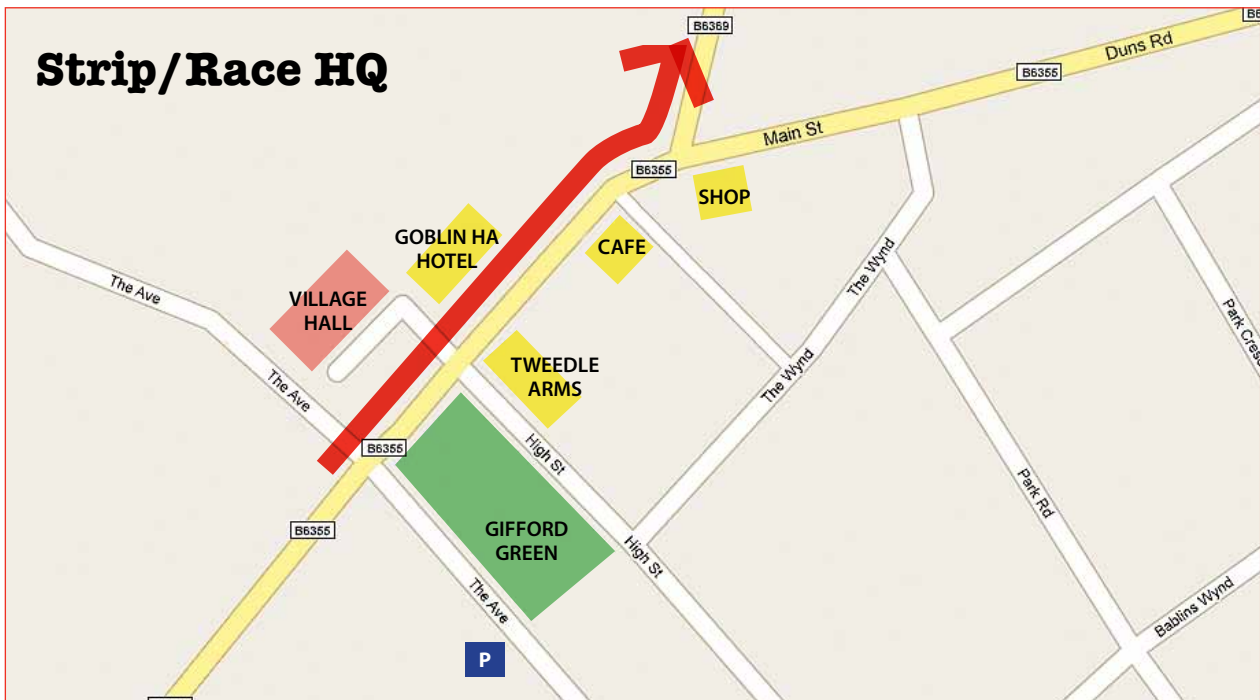 Strip/Race HQ
B6369
B6
Duns Rd
B6355
Main St
B6355
SHOP
GOBLIN HA
HOTEL
CAFE
The Wynd
The Ave
VILLAGE
HALL
Park Cresc
TWEEDLE
ARMS
The Wynd
The Ave
B6355
High St
Park Rd
B6355
GIFFORD
GREEN
High St
The Ave
Bablins Wynd
P